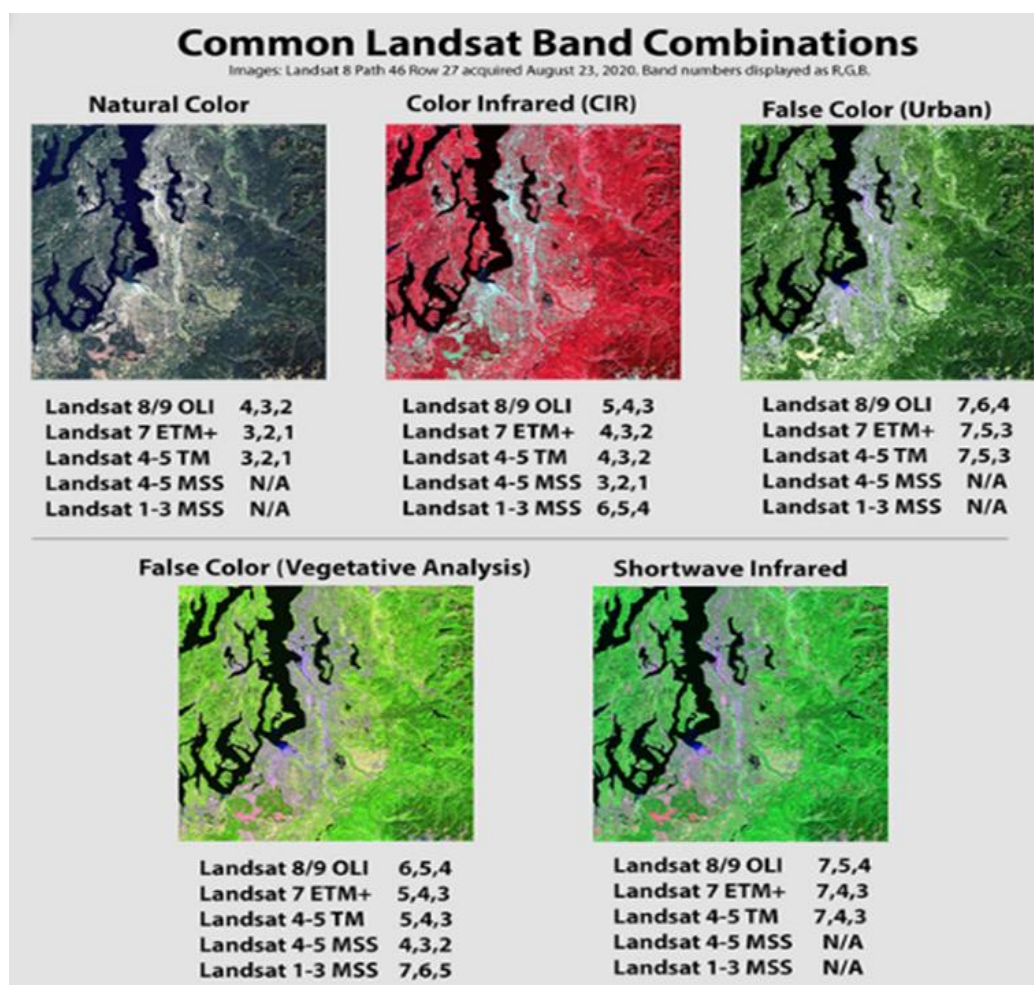 Common Landsat Band Combinations
Images: Landsat 8 Path 46 Row 27 acquired August 23, 2020. Band numbers displayed as R,G,B.
Natural Color
Landsat 8/9 OLI 4,3,2
Landsat 7 ETM+ 3,2,1
Landsat 4-5 TM 3,2,1
Landsat 4-5 MSS N/A
Landsat 1-3 MSS N/A
Color Infrared (CIR)
Landsat 8/9 OLI 5,4,3
Landsat 7 ETM+ 4,3,2
Landsat 4-5 TM 4,3,2
Landsat 4-5 MSS 3,2,1
Landsat 1-3 MSS 6,5,4
False Color (Urban)
Landsat 8/9 OLI 7,6,4
Landsat 7 ETM+ 7,5,3
Landsat 4-5 TM 7,5,3
Landsat 4-5 MSS N/A
Landsat 1-3 MSS N/A
False Color (Vegetative Analysis)
Landsat 8/9 OLI 6,5,4
Landsat 7 ETM+ 5,4,3
Landsat 4-5 TM 5,4,3
Landsat 4-5 MSS 4,3,2
Landsat 1-3 MSS 7,6,5
Shortwave Infrared
Landsat 8/9 OLI 7,5,4
Landsat 7 ETM+ 7,4,3
Landsat 4-5 TM 7,4,3
Landsat 4-5 MSS N/A
Landsat 1-3 MSS N/A